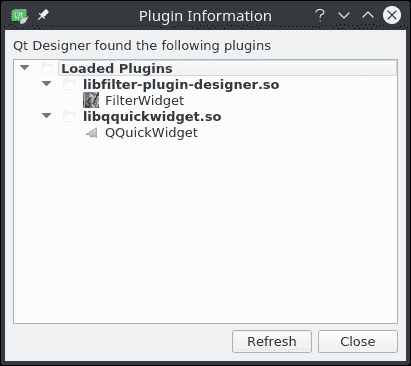 Plugin Information
Qt Designer found the following plugins
Loaded Plugins
libfilter-plugin-designer.so
FilterWidget
libqquickwidget.so
QQuickWidget
Refresh Close